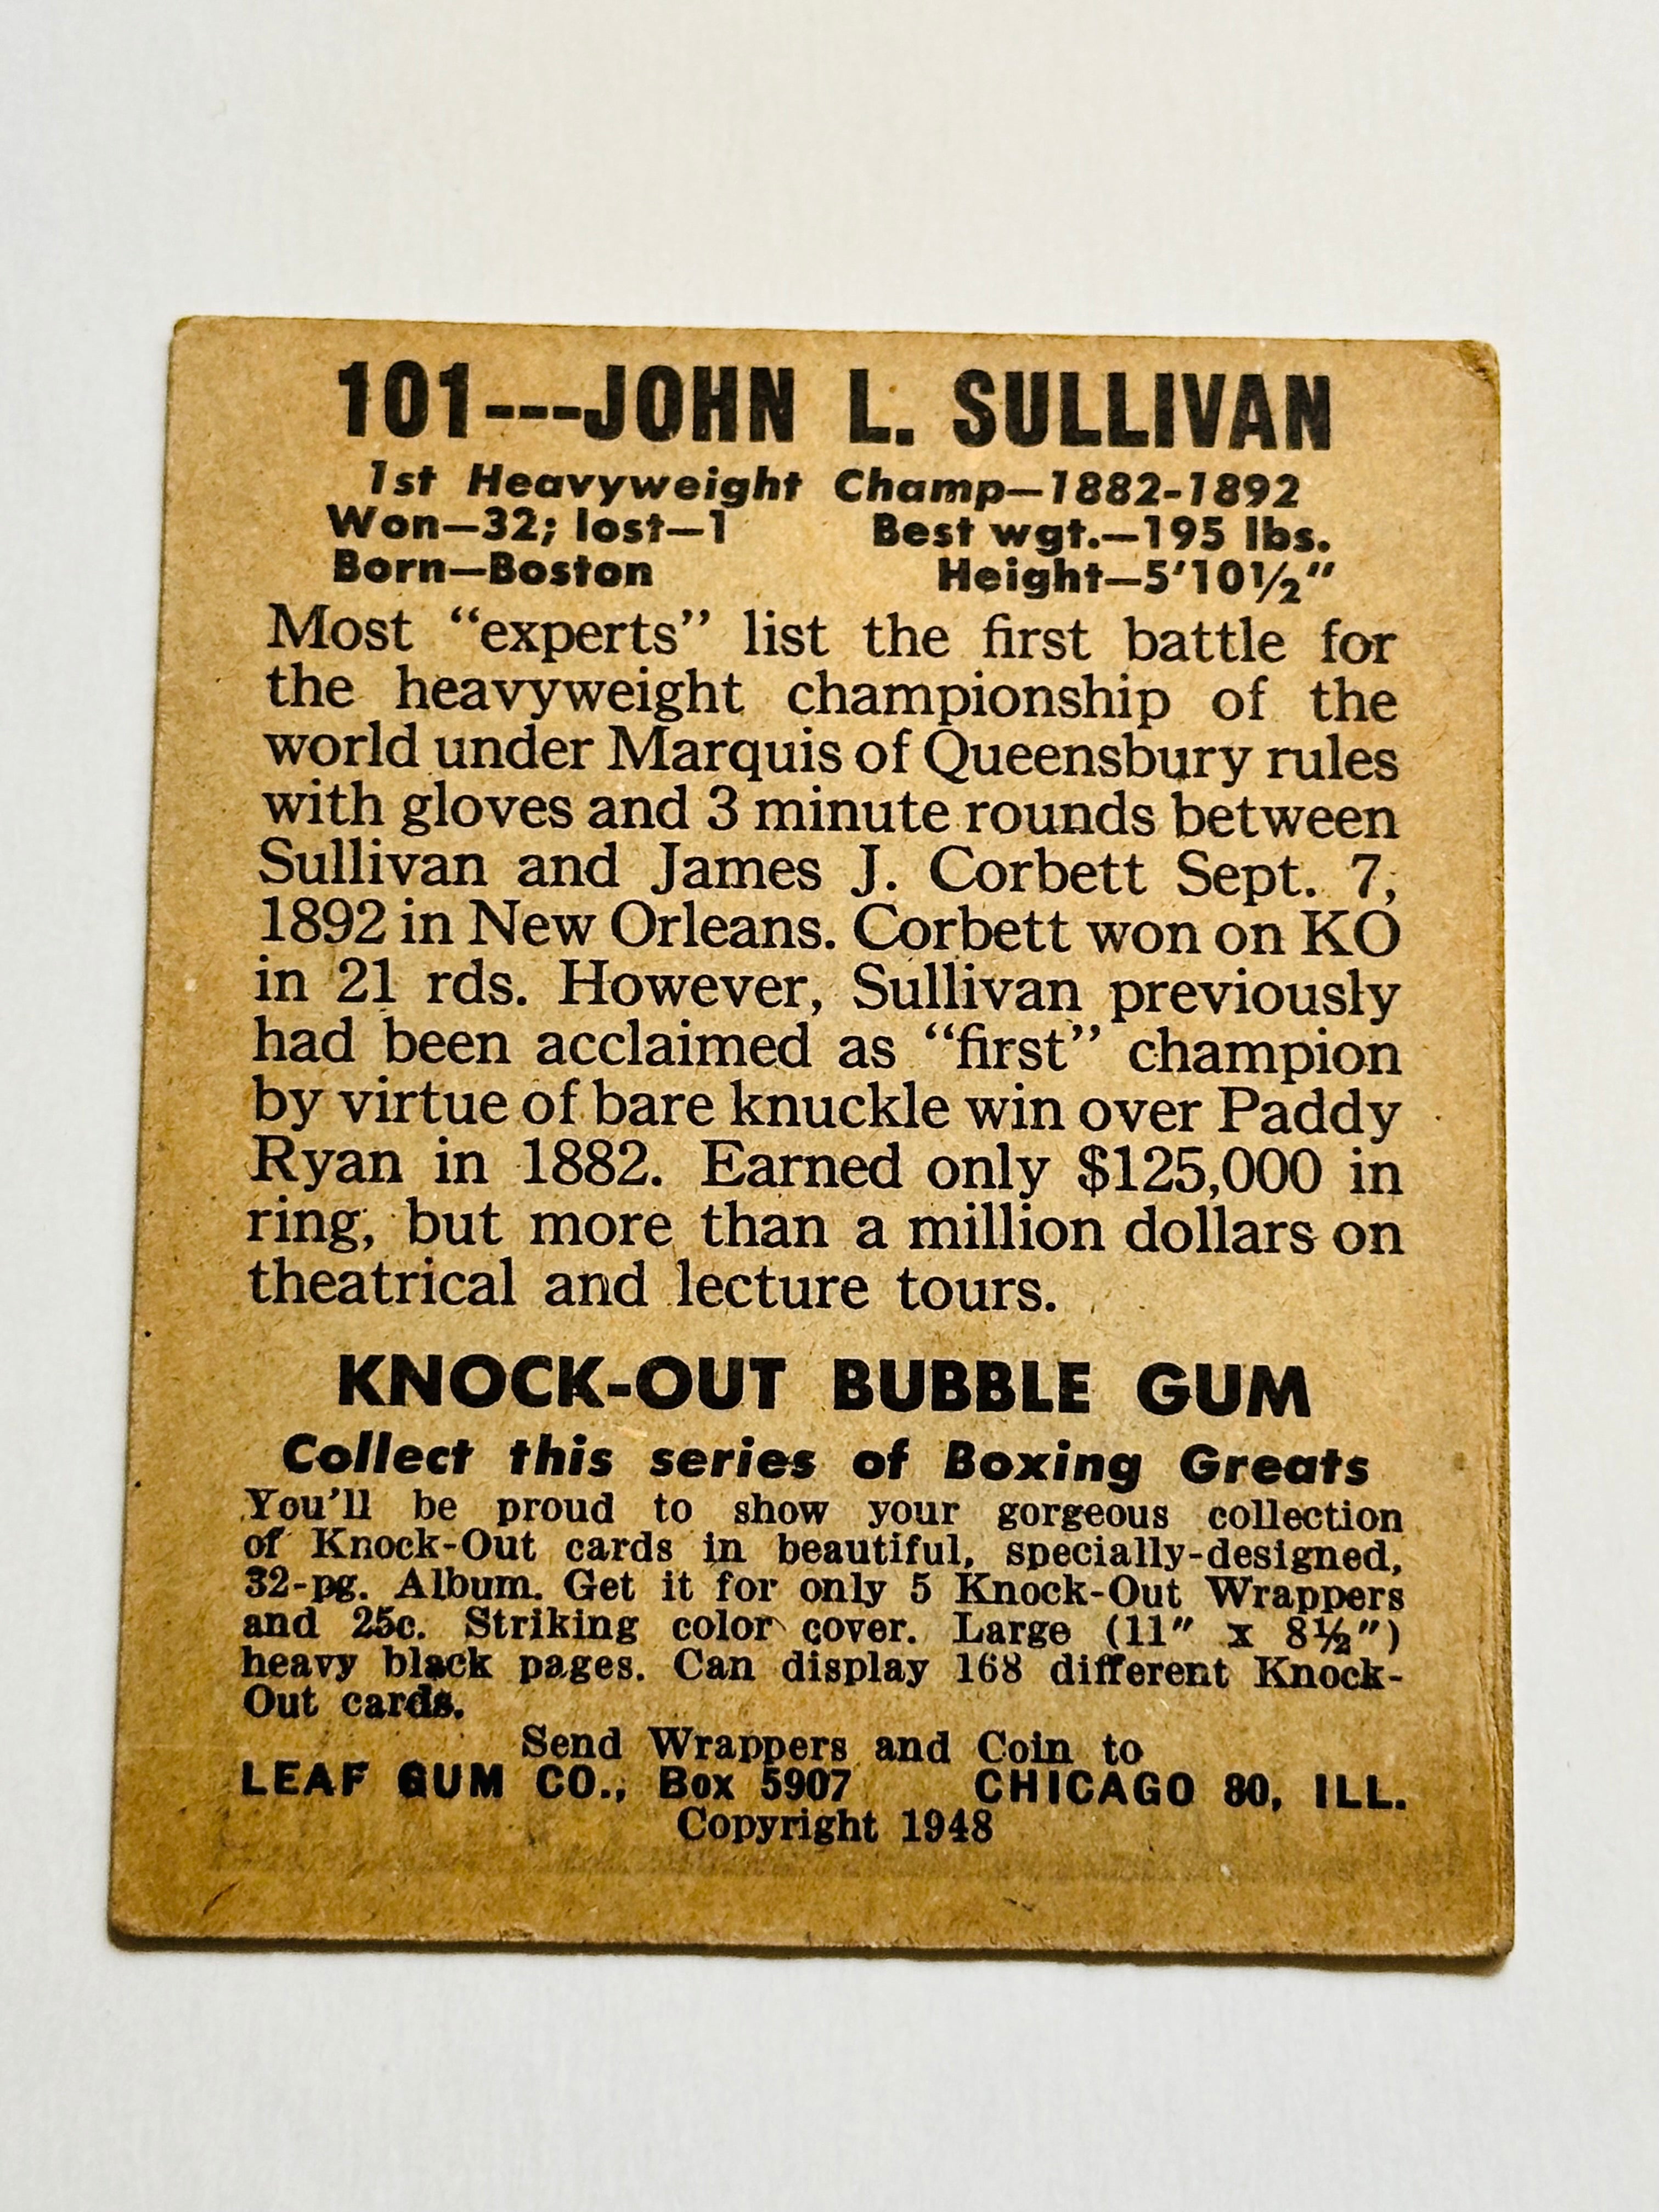 101---JOHN L. SULLIVAN
1st Heavyweight Champ—1882-1892
Won—32; lost—1 Best wgt.—195 lbs.
Born—Boston Height—5'10½"
Most “experts” list the first battle for
the heavyweight championship of the
world under Marquis of Queensbury rules
with gloves and 3 minute rounds between
Sullivan and James J. Corbett Sept. 7,
1892 in New Orleans. Corbett won on KO
in 21 rds. However, Sullivan previously
had been acclaimed as “first” champion
by virtue of bare knuckle win over Paddy
Ryan in 1882. Earned only $125,000 in
ring, but more than a million dollars on
theatrical and lecture tours.
KNOCK-OUT BUBBLE GUM
Collect this series of Boxing Greats
You'll be proud to show your gorgeous collection
of Knock-Out cards in beautiful, specially-designed,
32-pg. Album. Get it for only 5 Knock-Out Wrappers
and 25c. Striking color cover. Large (11" x 8½")
heavy black pages. Can display 168 different Knock-
Out cards.
Send Wrappers and Coin to
LEAF GUM CO., Box 5907 CHICAGO 80, ILL.
Copyright 1948